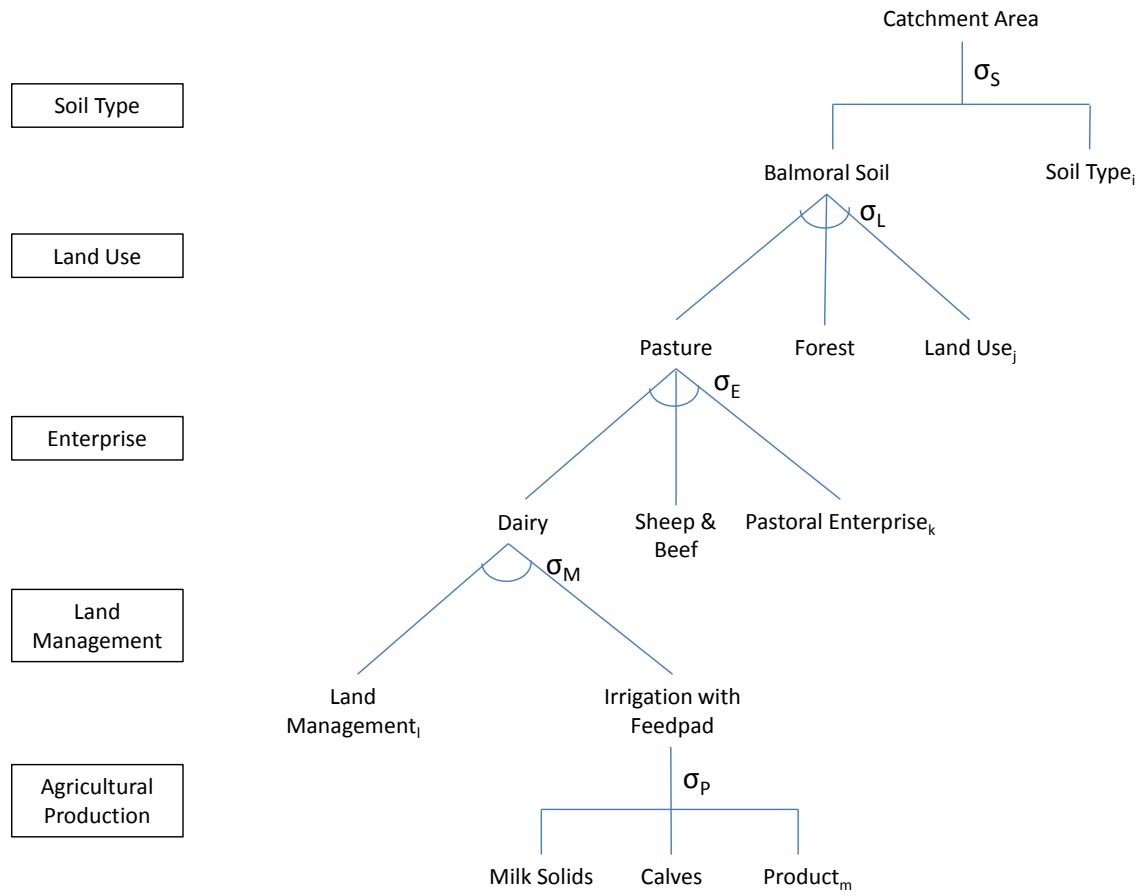 Catchment Area
σS
Soil Type
Balmoral Soil
Soil Typei
σL
Land Use
Pasture
Forest
Land Usej
σE
Enterprise
Dairy
Sheep &
Beef
Pastoral Enterprisek
σM
Land
Management
Land
Managementl
Irrigation with
Feedpad
Agricultural
Production
σP
Milk Solids
Calves
Productm